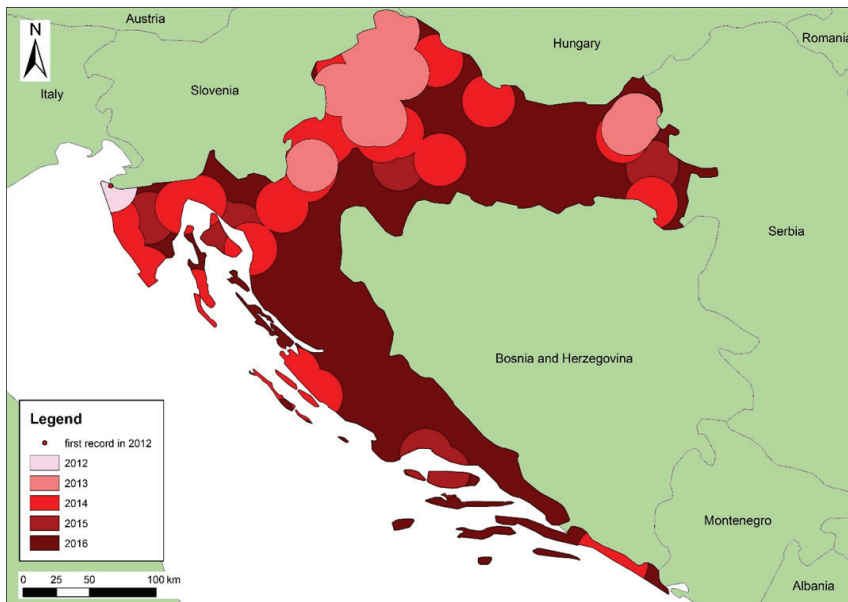 N
Austria
Hungary
Romania
Italy
Slovenia
Serbia
Bosnia and Herzegovina
Montenegro
Albania
Legend
first record in 2012
2012
2013
2014
2015
2016
0 25 50 100 km